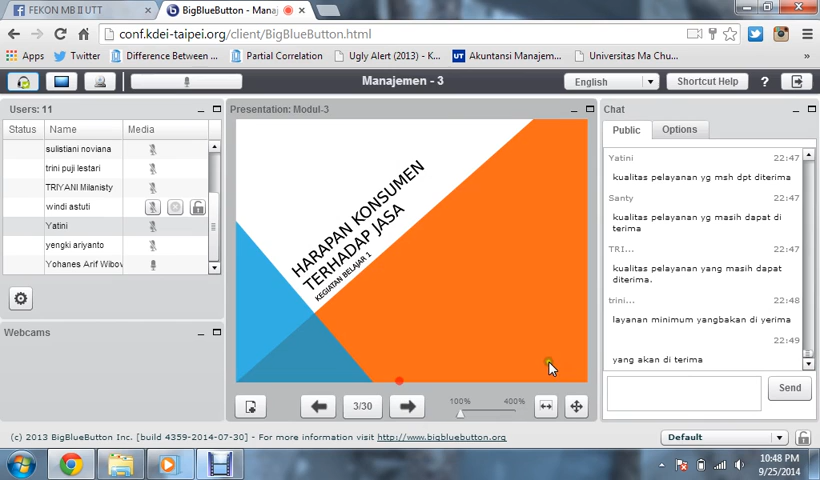 FEKON MB II UTT
BigBlueButton - Manaj
conf.kdei-taipei.org/client/BigBlueButton.html
Apps
Twitter
Difference Between ...
Partial Correlation
Ugly Alert (2013) - K...
UT
Akuntansi Manajem...
Universitas Ma Chu...
Manajemen - 3
English
Shortcut Help
?
Users: 11
Status Name Media
sulistiani noviana
trini puji lestari
TRIYANI Milanisty
windi astuti
Yatini
yengki ariyanto
Yohanes Arif Wibov
Webcams
Presentation: Modul-3
HARAPAN KONSUMEN
TERHADAP JASA
KEGIATAN BELAJAR 1
3/30
100% 400%
Chat
Public Options
Yatini 22:47
kualitas pelayanan yg msh dpt diterima
Santy 22:47
kualitas pelayanan yg masih dapat di
terima
TRI... 22:47
kualitas pelayanan yang masih dapat
diterima.
trini... 22:48
layanan minimum yangbakan di yerima
22:49
yang akan di terima
Send
(c) 2013 BigBlueButton Inc. [build 4359-2014-07-30] - For more information visit http://www.bigbluebutton.org
Default
10:48 PM
9/25/2014